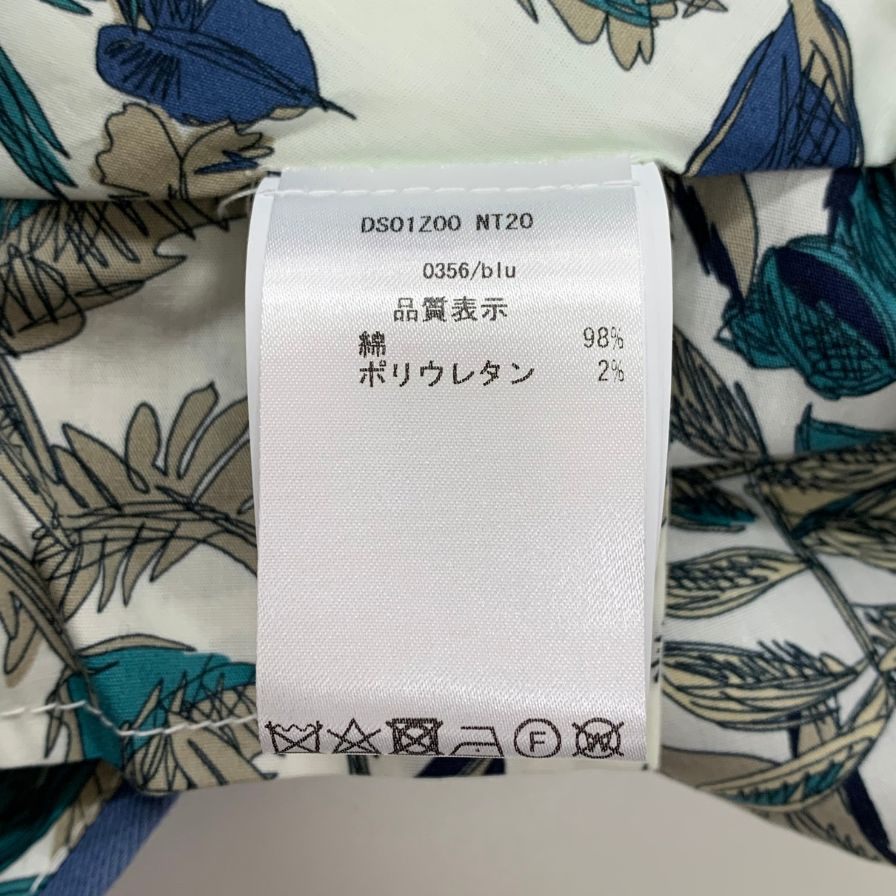 DS01Z00 NT20
0356/blu
品質表示
綿 98%
ポリウレタン 2%
F
W